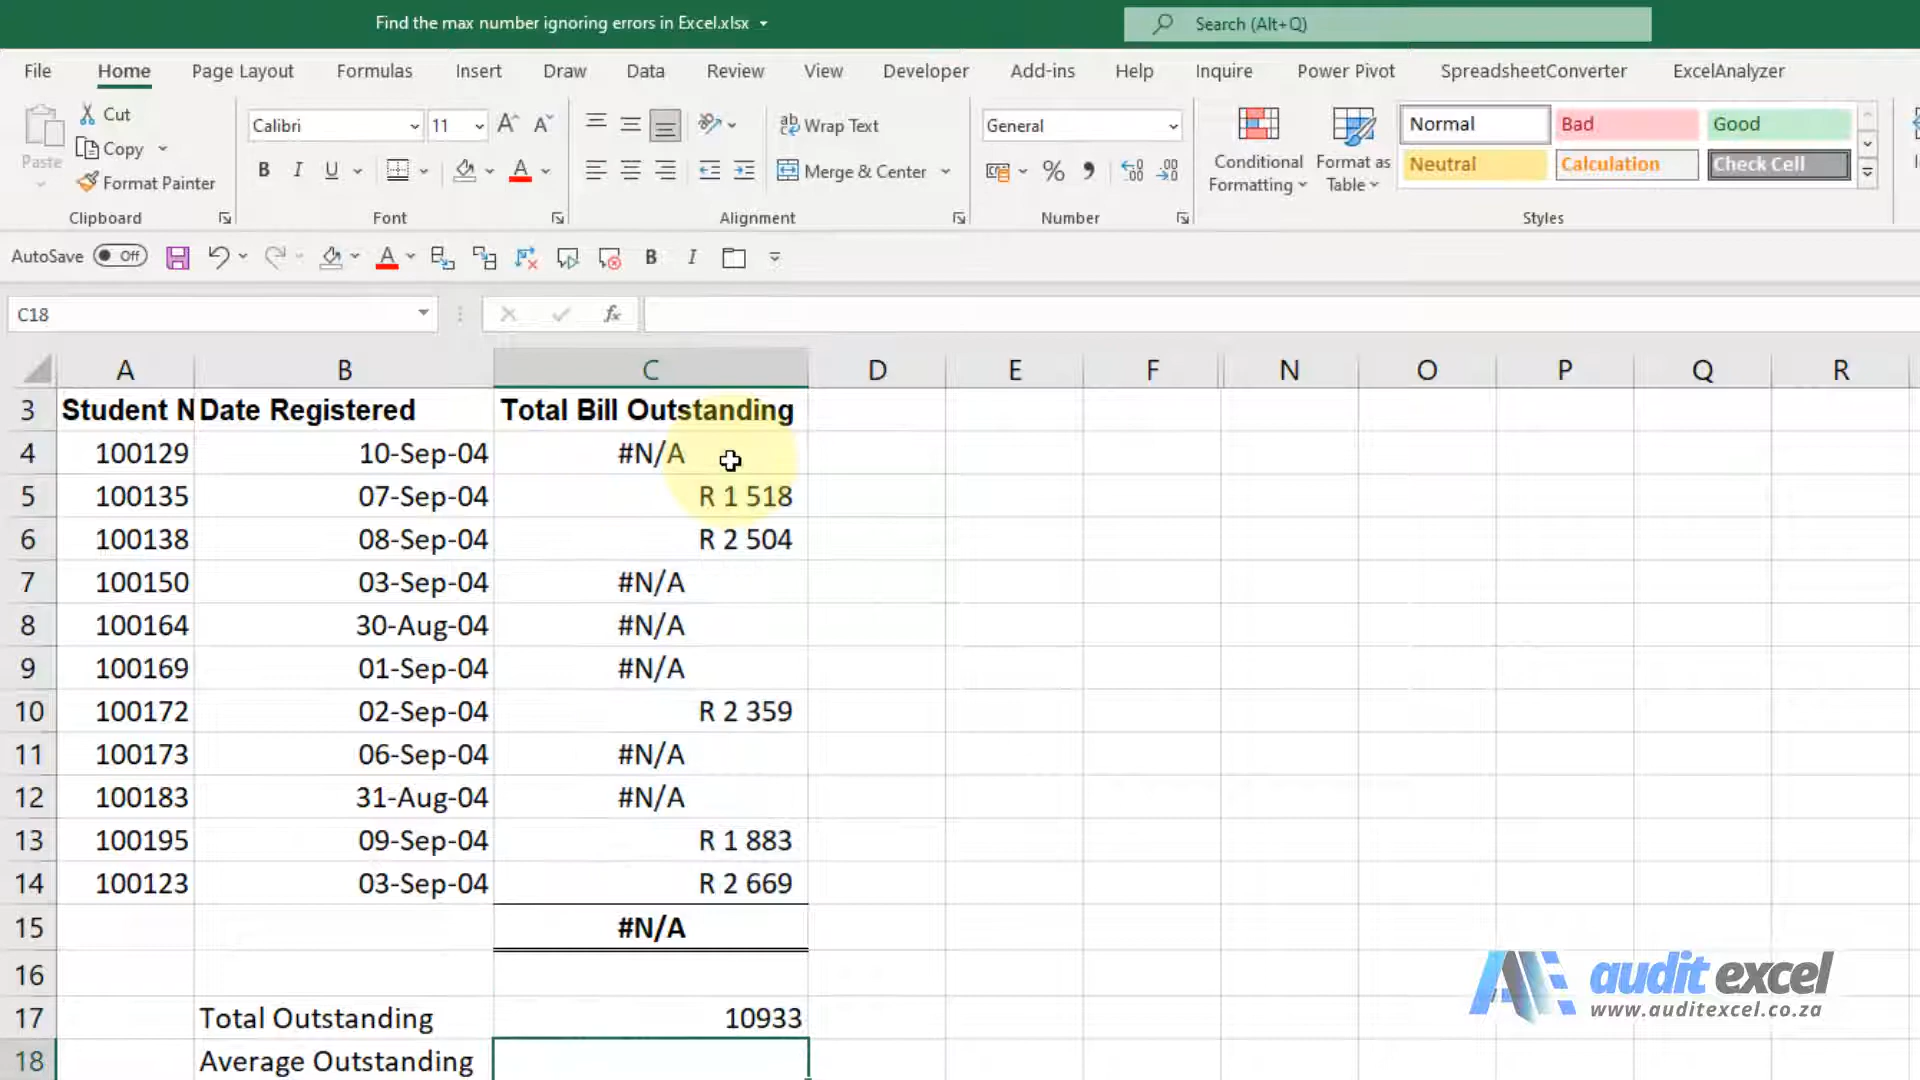 Find the max number ignoring errors in Excel.xlsx
Search (Alt+Q)
File Home Page Layout Formulas Insert Draw Data Review View Developer Add-ins Help Inquire Power Pivot SpreadsheetConverter ExcelAnalyzer
Paste
Cut
Copy
Format Painter
Clipboard
Calibri 11
B I U A
Font
ab Wrap Text
Merge & Center
Alignment
General
% 
Number
Conditional Formatting
Format as Table
Normal Bad Good
Neutral Calculation Check Cell
Styles
AutoSave Off A B I
C18 fx
A B C D E F N O P Q R
3 Student N Date Registered Total Bill Outstanding
4 100129 10-Sep-04 #N/A
5 100135 07-Sep-04 R 1 518
6 100138 08-Sep-04 R 2 504
7 100150 03-Sep-04 #N/A
8 100164 30-Aug-04 #N/A
9 100169 01-Sep-04 #N/A
10 100172 02-Sep-04 R 2 359
11 100173 06-Sep-04 #N/A
12 100183 31-Aug-04 #N/A
13 100195 09-Sep-04 R 1 883
14 100123 03-Sep-04 R 2 669
15 #N/A
16
17 Total Outstanding 10933
18 Average Outstanding
audit excel
www.auditexcel.co.za